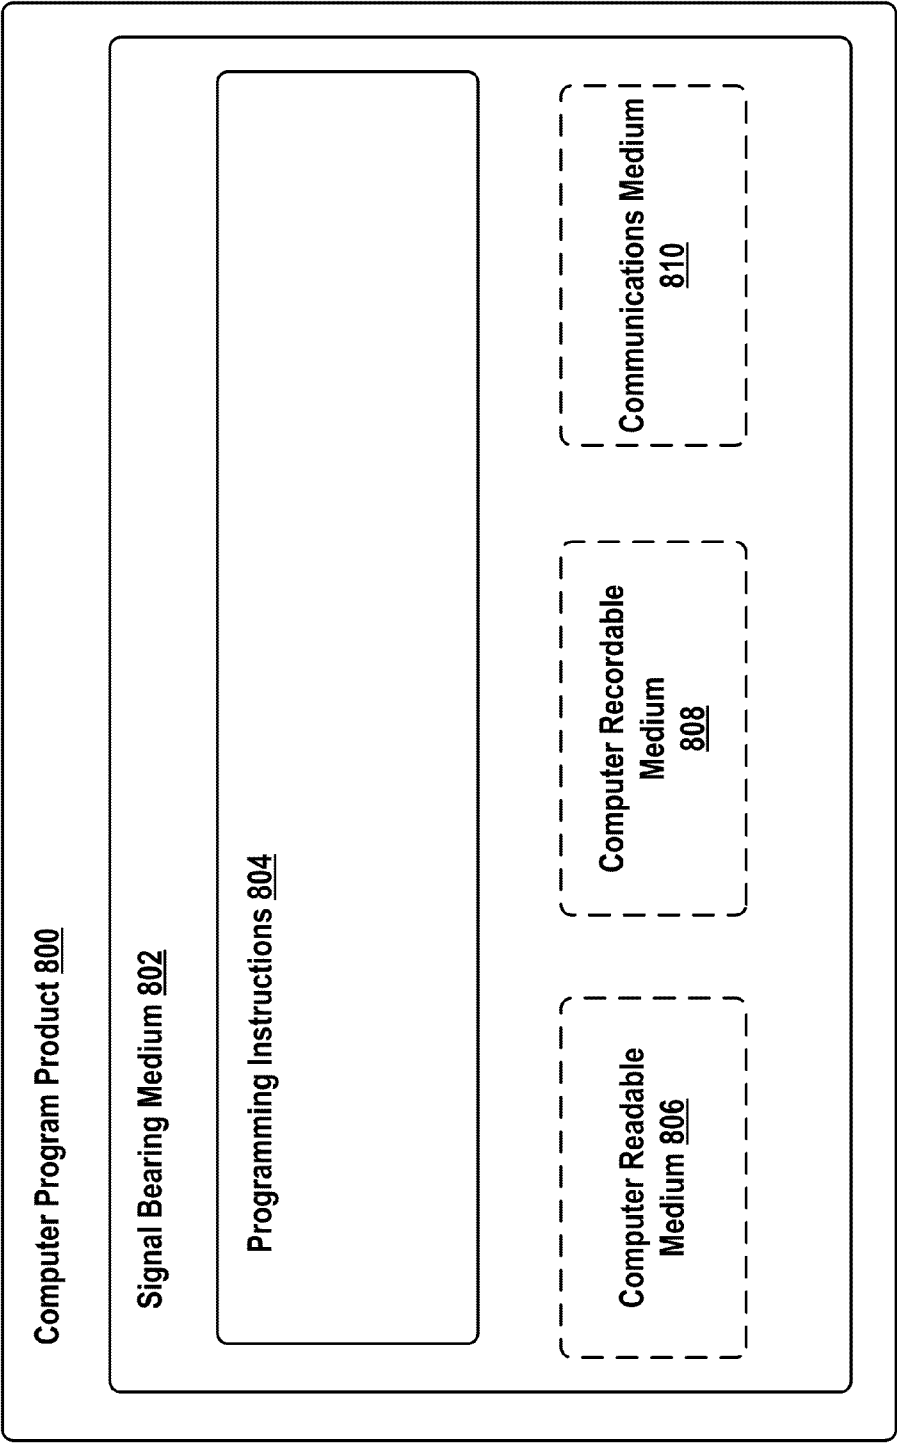 Computer Program Product 800
Signal Bearing Medium 802
Programming Instructions 804
Computer Readable
Medium 806
Computer Recordable
Medium
808
Communications Medium
810